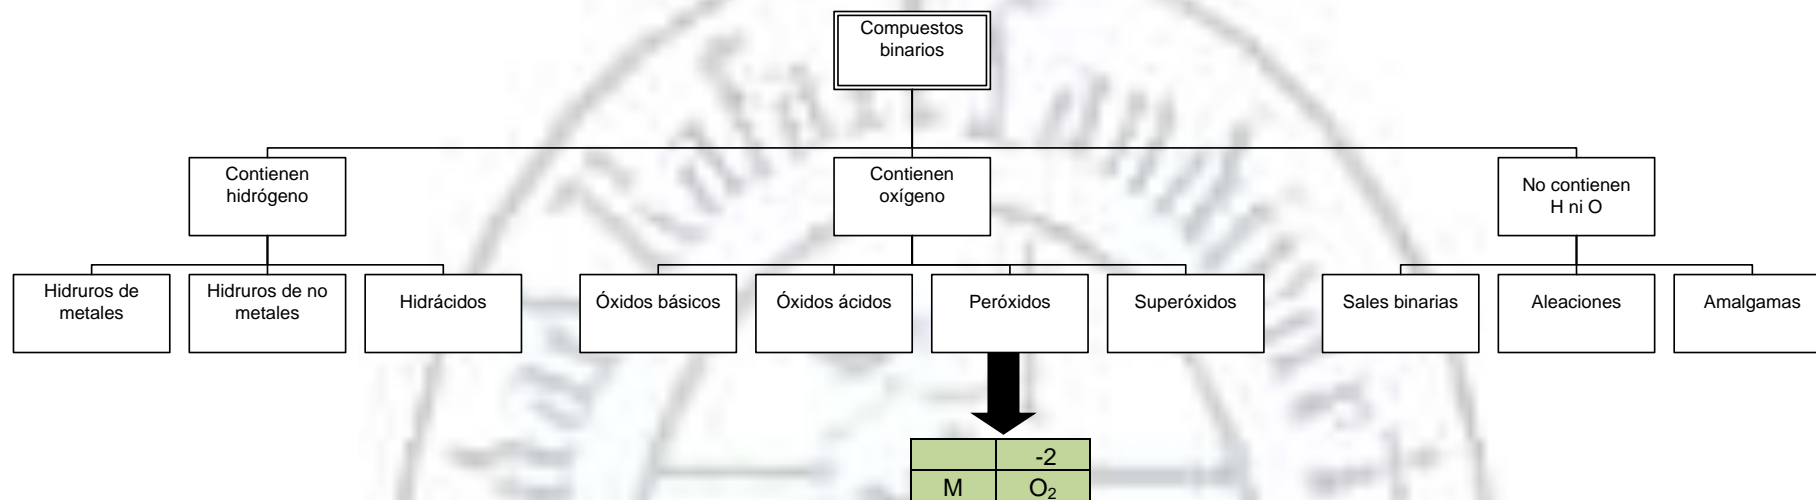 Compuestos
binarios
Contienen
hidrógeno
Contienen
oxígeno
No contienen
H ni O
Hidruros de
metales
Hidruros de no
metales
Hidrácidos
Óxidos básicos
Óxidos ácidos
Peróxidos
Superóxidos
Sales binarias
Aleaciones
Amalgamas
-2
M O₂